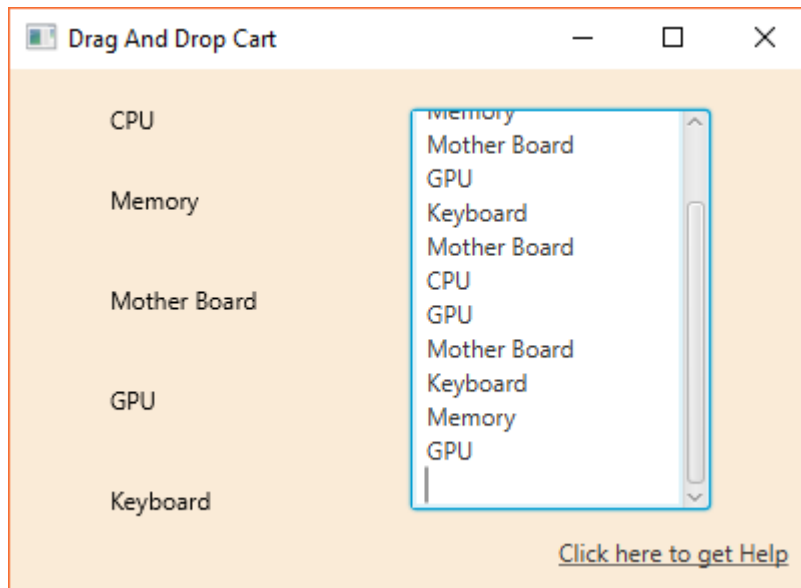 Drag And Drop Cart
CPU
Memory
Mother Board
GPU
Keyboard
Memory
Mother Board
GPU
Keyboard
Mother Board
CPU
GPU
Mother Board
Keyboard
Memory
GPU
Click here to get Help